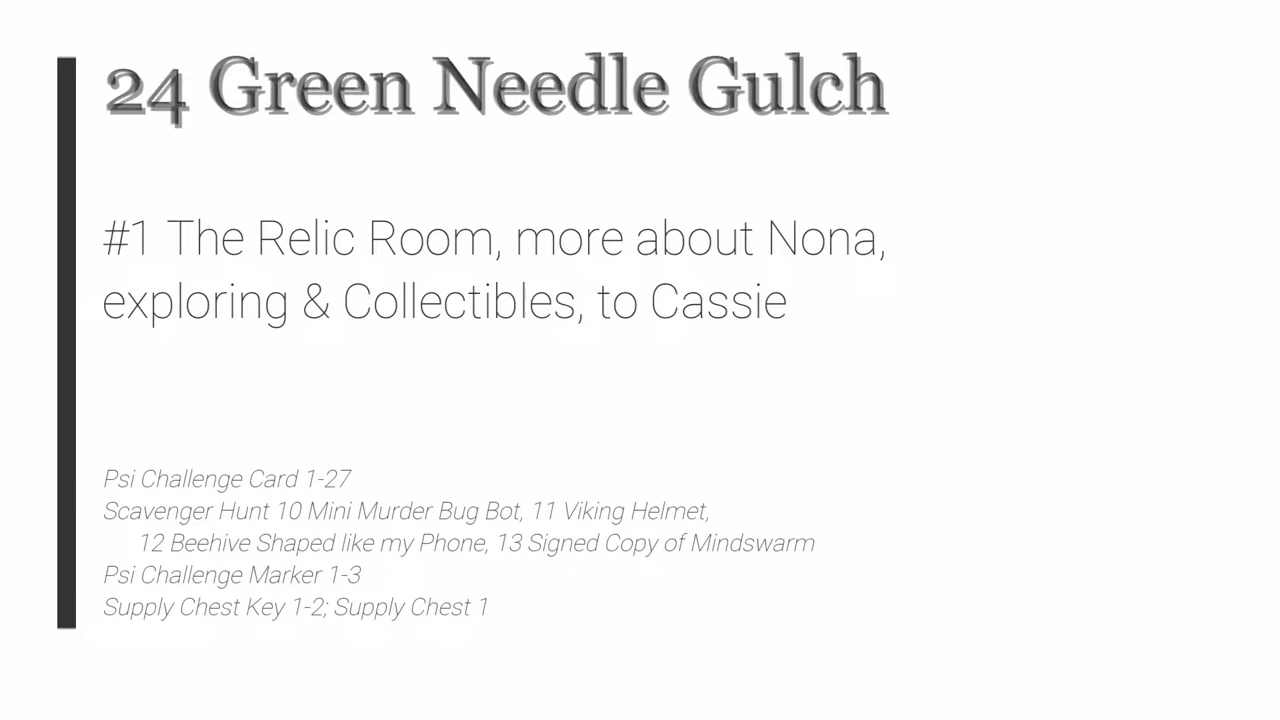 24 Green Needle Gulch
#1 The Relic Room, more about Nona,
exploring & Collectibles, to Cassie
Psi Challenge Card 1-27
Scavenger Hunt 10 Mini Murder Bug Bot, 11 Viking Helmet,
12 Beehive Shaped like my Phone, 13 Signed Copy of Mindswarm
Psi Challenge Marker 1-3
Supply Chest Key 1-2; Supply Chest 1